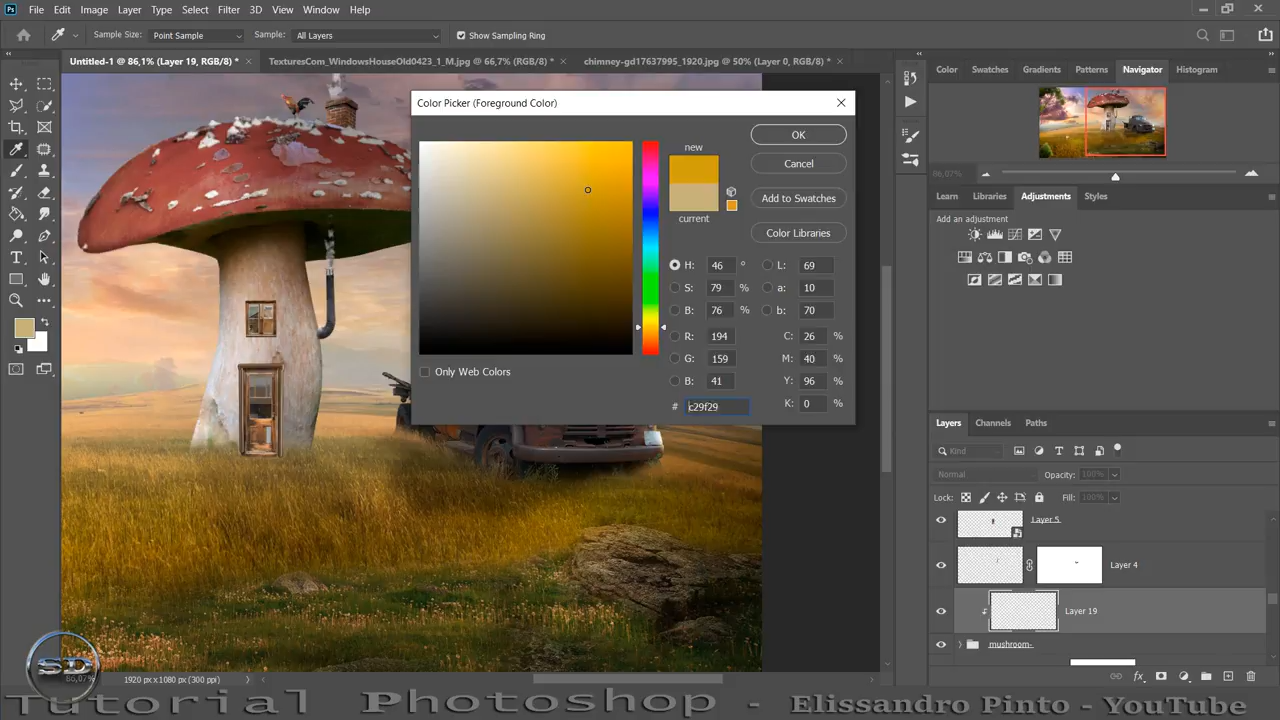 Ps File Edit Image Layer Type Select Filter 3D View Window Help
Sample Size: Point Sample Sample: All Layers Show Sampling Ring
Untitled-1 @ 86,1% (Layer 19, RGB/8) * × TexturesCom_WindowsHouseOld0423_1_M.jpg @ 66,7% (RGB/8) * × chimney-gd17637995_1920.jpg @ 50% (Layer 0, RGB/8) * ×
Color Swatches Gradients Patterns Navigator Histogram
Color Picker (Foreground Color)
new
current
OK
Cancel
Add to Swatches
Color Libraries
H: 46 ° L: 69
S: 79 % a: 10
B: 76 % b: 70
R: 194 C: 26 %
G: 159 M: 40 %
B: 41 Y: 96 %
# c29f29 K: 0 %
Only Web Colors
86,07%
Learn Libraries Adjustments Styles
Add an adjustment
Layers Channels Paths
Kind
Normal Opacity: 100%
Lock: Fill: 100%
Layer 5
Layer 4
Layer 19
mushroom-
SD
86,07% 1920 px x 1080 px (300 ppi)
Tutorial Photoshop - Elissandro Pinto - YouTube